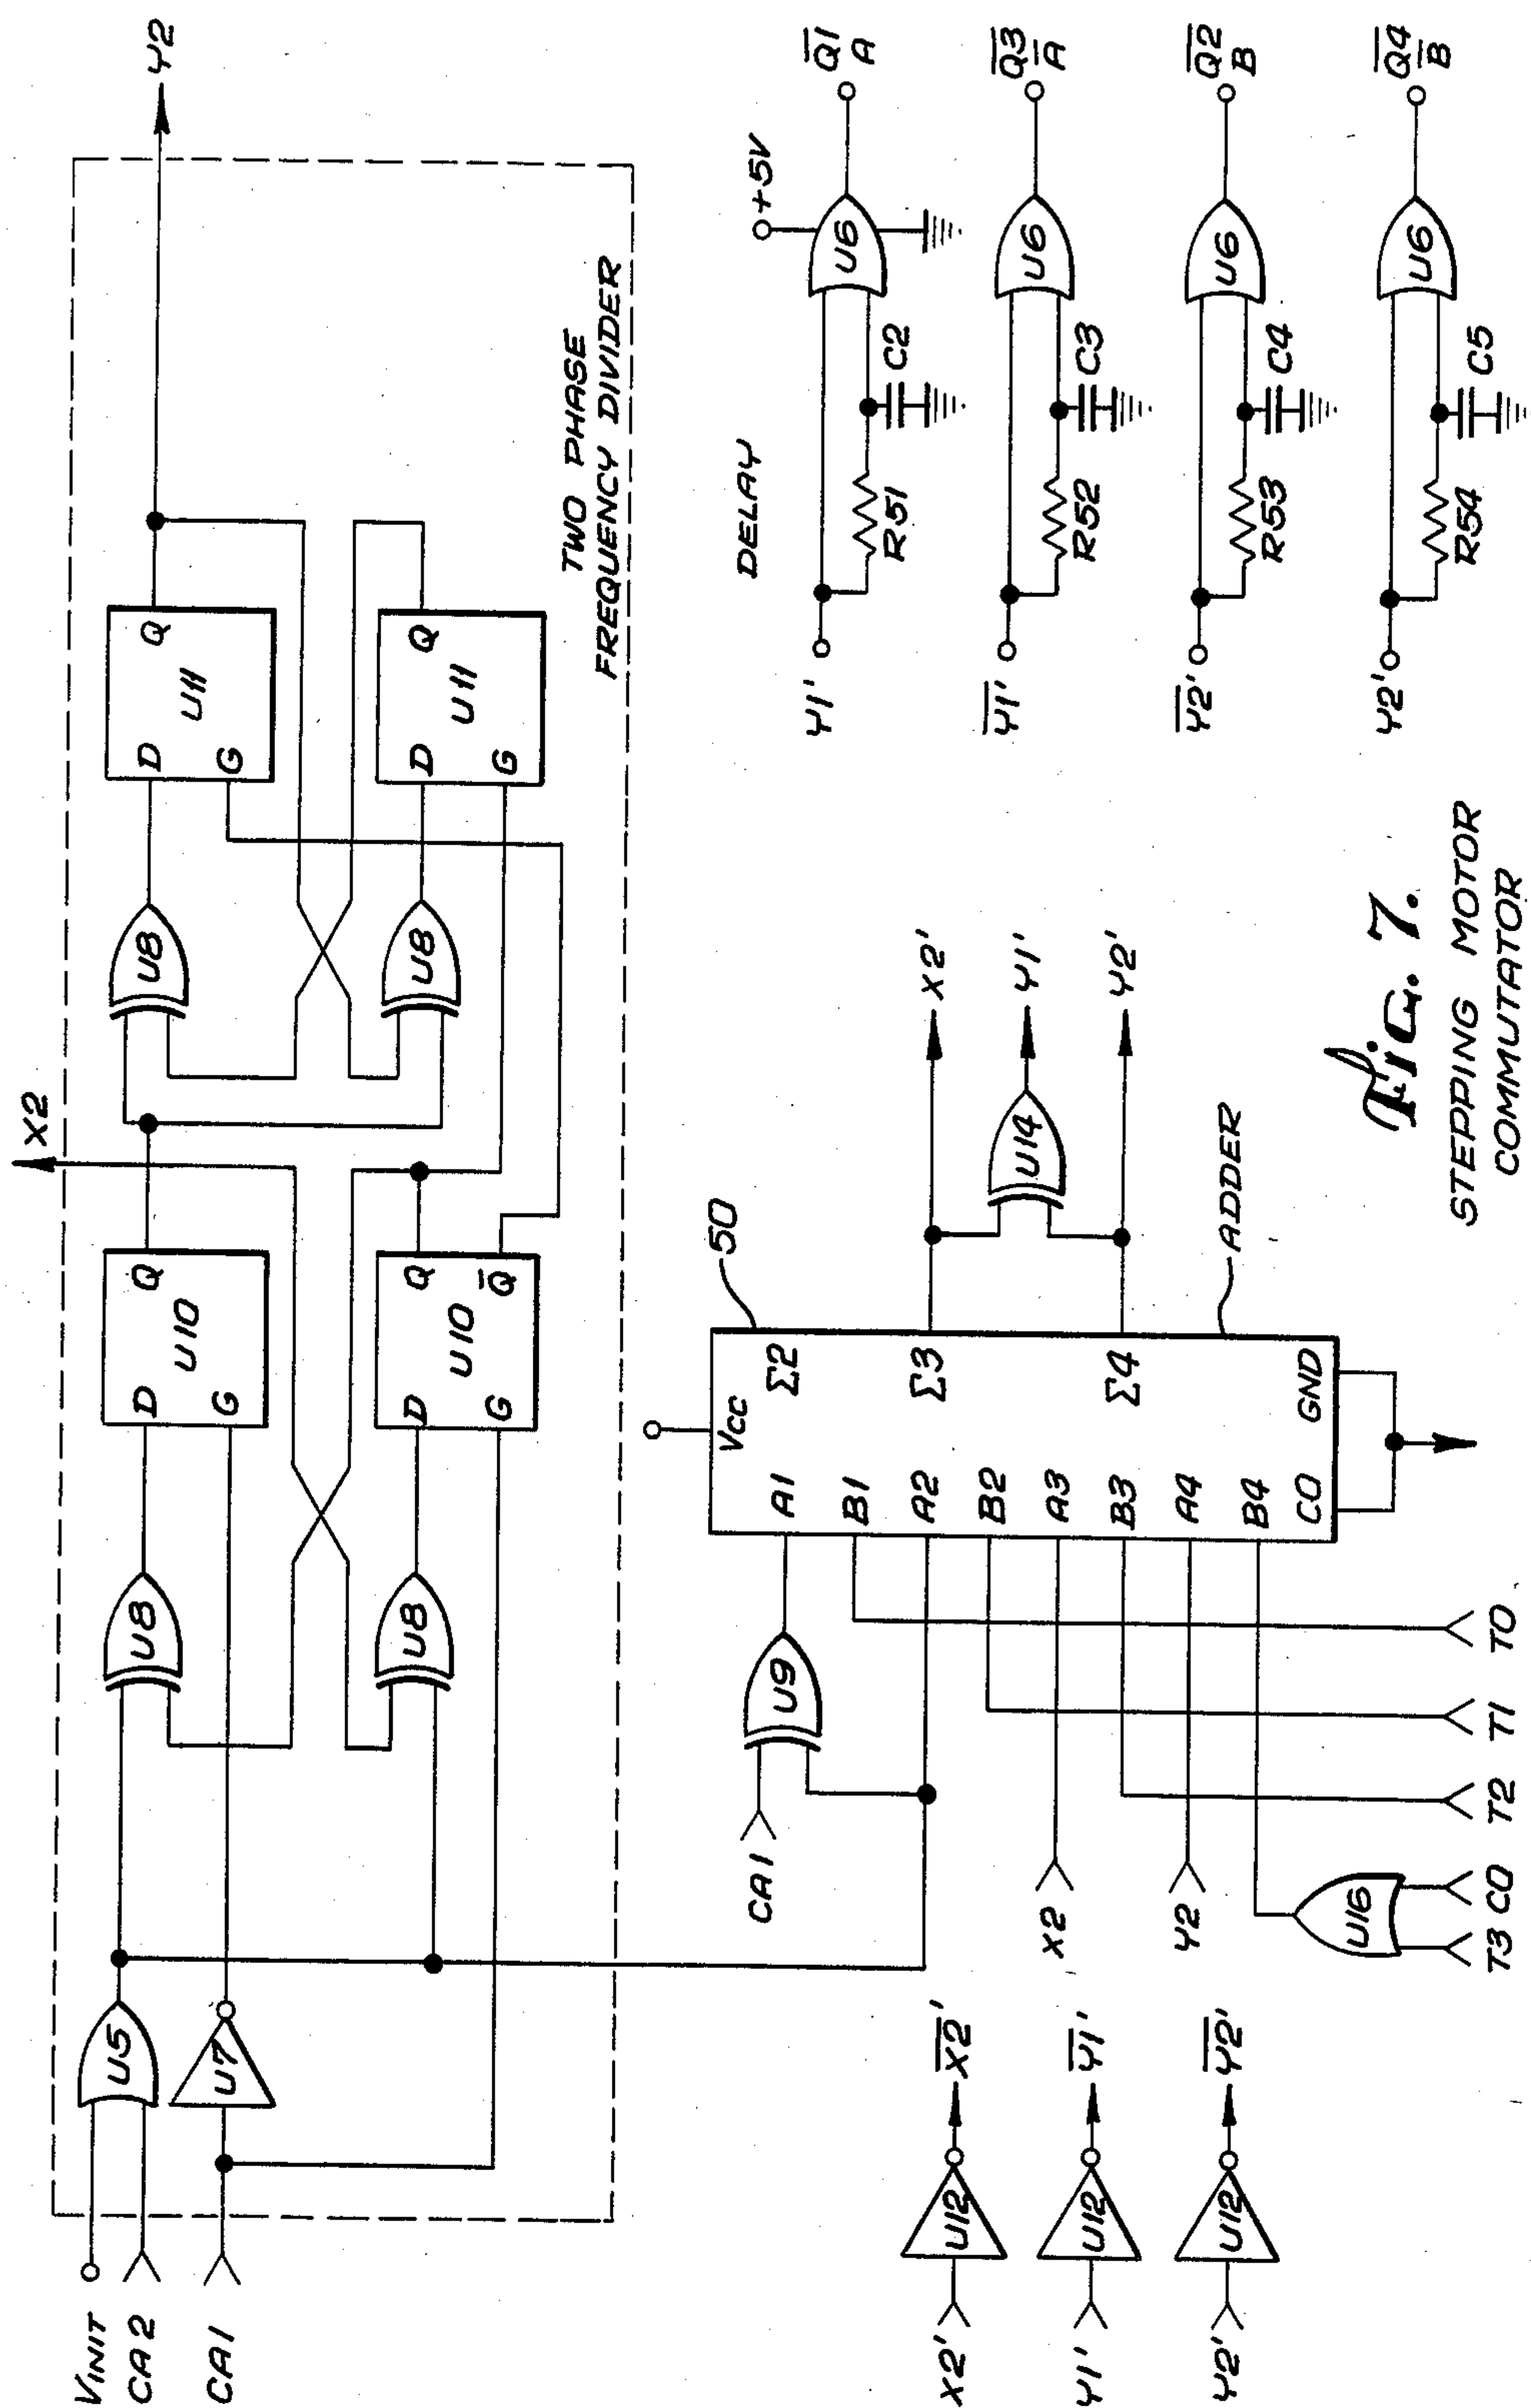 VINIT
CA2
CA1
U5
U7
U8
U8
D
G
Q
U10
D
G
Q
Q̅
U10
X2
U8
U8
D
G
Q
U11
D
G
Q
U11
Y2
TWO PHASE
FREQUENCY DIVIDER
CA1
U9
X2
Y2
T3
CO
T2
T1
T0
U16
Vcc
50
A1
B1
A2
B2
A3
B3
A4
B4
CO
GND
Σ2
Σ3
Σ4
ADDER
U14
X2'
Y1'
Y2'
X2'
U12
X̅2̅'
Y1'
U12
Y̅1̅'
Y2'
U12
Y̅2̅'
DELAY
+5V
Y1'
R51
C2
U6
Q̅1̅
A
Y̅1̅'
R52
C3
U6
Q̅3̅
A̅
Y̅2̅'
R53
C4
U6
Q̅2̅
B
Y2'
R54
C5
U6
Q̅4̅
B̅
Fig. 7.
STEPPING MOTOR
COMMUTATOR